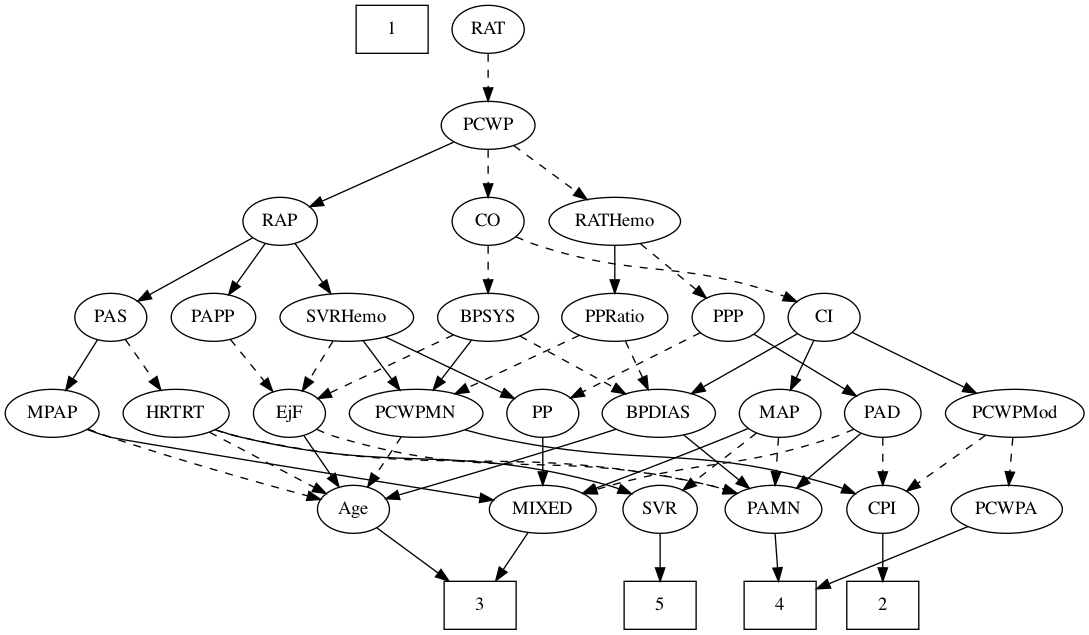 1
RAT
PCWP
RAP
CO
RATHemo
PAS
PAPP
SVRHemo
BPSYS
PPRatio
PPP
CI
MPAP
HRTRT
EjF
PCWPMN
PP
BPDIAS
MAP
PAD
PCWPMod
Age
MIXED
SVR
PAMN
CPI
PCWPA
3
5
4
2